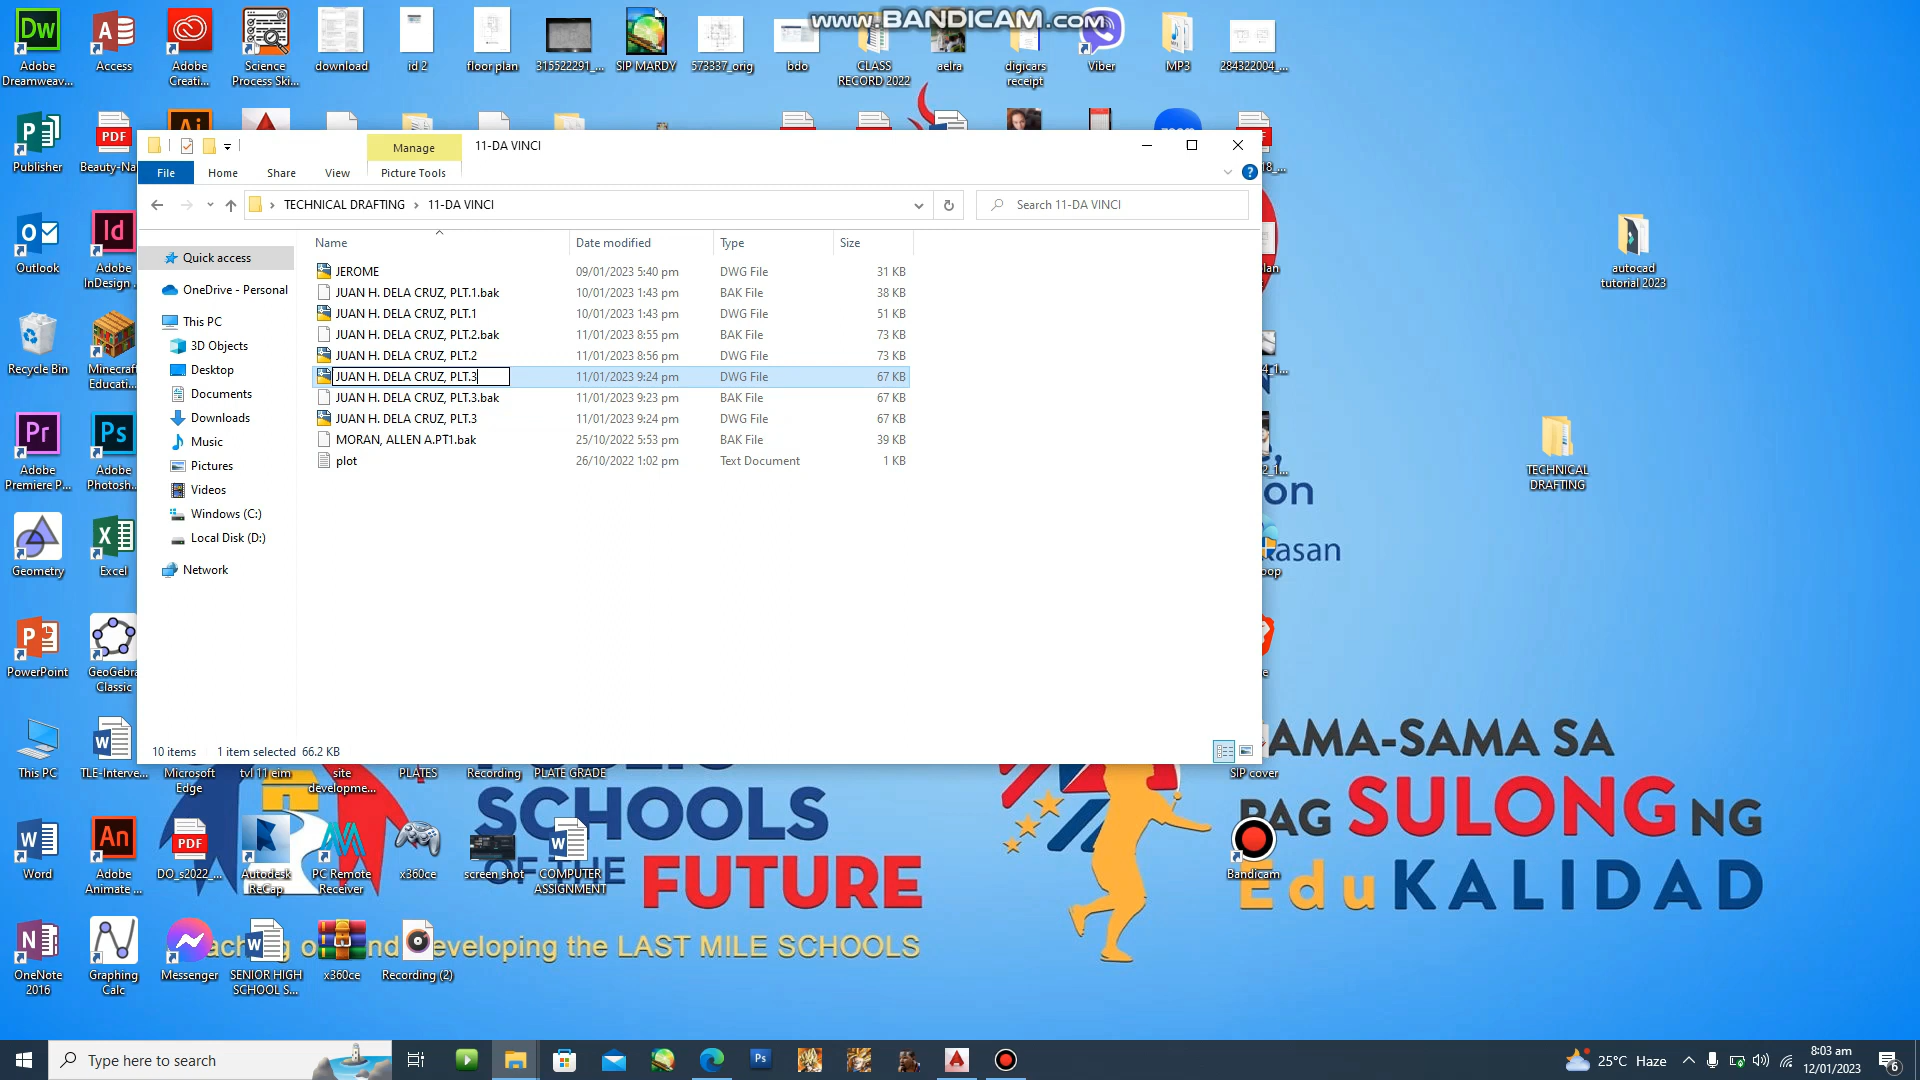 www.BANDICAM.com
Adobe Dreamweav...
Access
Adobe Creati...
Science Process Ski...
download
id 2
floor plan
315522291_...
SIP MARDY
573337_orig
bdo
CLASS RECORD 2022
aelra
digicars receipt
Viber
MP3
284322004_...
Publisher
PDF
Beauty-Na
Manage
11-DA VINCI
File
Home
Share
View
Picture Tools
TECHNICAL DRAFTING
11-DA VINCI
Search 11-DA VINCI
Name
Date modified
Type
Size
JEROME
09/01/2023 5:40 pm
DWG File
31 KB
JUAN H. DELA CRUZ, PLT.1.bak
10/01/2023 1:43 pm
BAK File
38 KB
JUAN H. DELA CRUZ, PLT.1
10/01/2023 1:43 pm
DWG File
51 KB
JUAN H. DELA CRUZ, PLT.2.bak
11/01/2023 8:55 pm
BAK File
73 KB
JUAN H. DELA CRUZ, PLT.2
11/01/2023 8:56 pm
DWG File
73 KB
JUAN H. DELA CRUZ, PLT.3
11/01/2023 9:24 pm
DWG File
67 KB
JUAN H. DELA CRUZ, PLT.3.bak
11/01/2023 9:23 pm
BAK File
67 KB
JUAN H. DELA CRUZ, PLT.3
11/01/2023 9:24 pm
DWG File
67 KB
MORAN, ALLEN A.PT1.bak
25/10/2022 5:53 pm
BAK File
39 KB
plot
26/10/2022 1:02 pm
Text Document
1 KB
Quick access
OneDrive - Personal
This PC
3D Objects
Desktop
Documents
Downloads
Music
Pictures
Videos
Windows (C:)
Local Disk (D:)
Network
10 items
1 item selected 66.2 KB
Outlook
Adobe InDesign
Recycle Bin
Minecraft Educati...
Adobe Premiere P...
Adobe Photosh...
Geometry
Excel
PowerPoint
GeoGebra Classic
autocad tutorial 2023
TECHNICAL DRAFTING
This PC
TLE-Interve...
Microsoft Edge
tvl 11 eim
site developme...
PLATES
Recording
PLATE GRADE
SIP cover
SCHOOLS
OF THE FUTURE
AMA-SAMA SA
PAG SULONG NG
EduKALIDAD
Word
Adobe Animate ...
PDF
DO_s2022_...
Autodesk ReCap
PC Remote Receiver
x360ce
screen shot
COMPUTER ASSIGNMENT
Bandicam
developing the LAST MILE SCHOOLS
OneNote 2016
Graphing Calc
Messenger
SENIOR HIGH SCHOOL S...
x360ce
Recording (2)
Type here to search
25°C Haze
8:03 am
12/01/2023
6